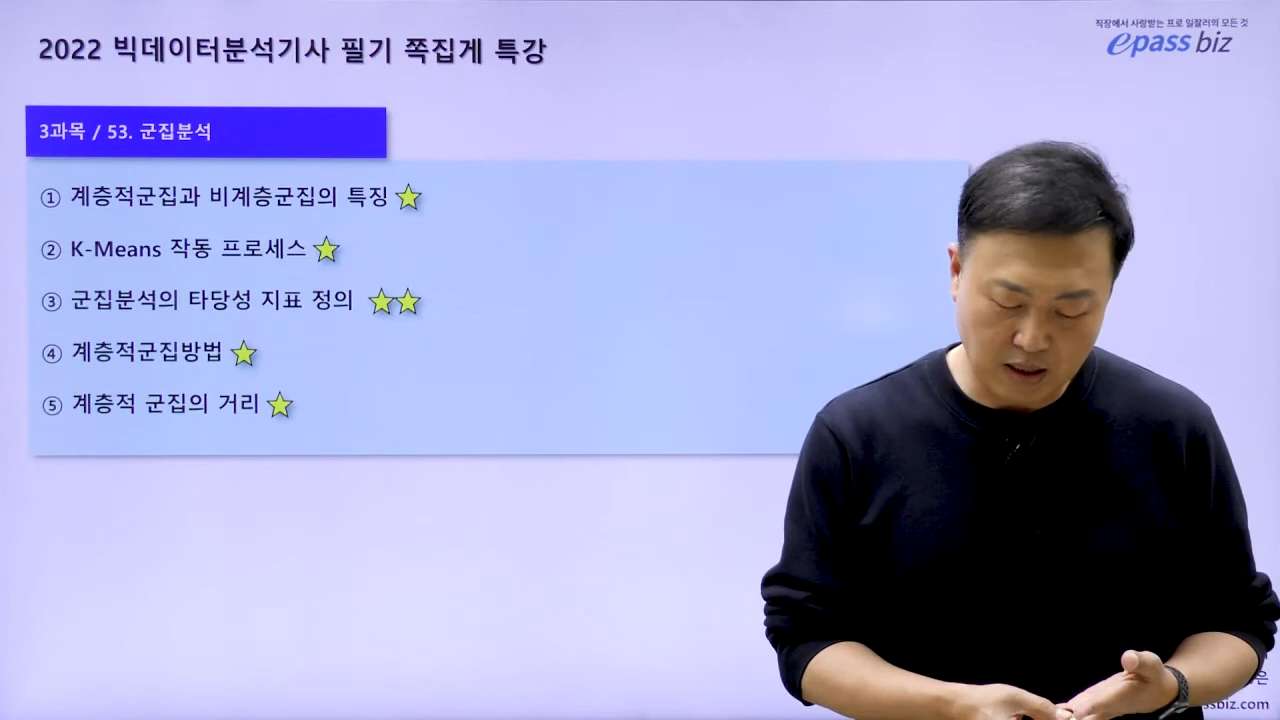 2022 빅데이터분석기사 필기 쪽집게 특강
직장에서 사랑받는 프로 일잘러의 모든 것
epass biz
3과목 / 53. 군집분석
① 계층적군집과 비계층군집의 특징
② K-Means 작동 프로세스
③ 군집분석의 타당성 지표 정의
④ 계층적군집방법
⑤ 계층적 군집의 거리
ssbiz.com